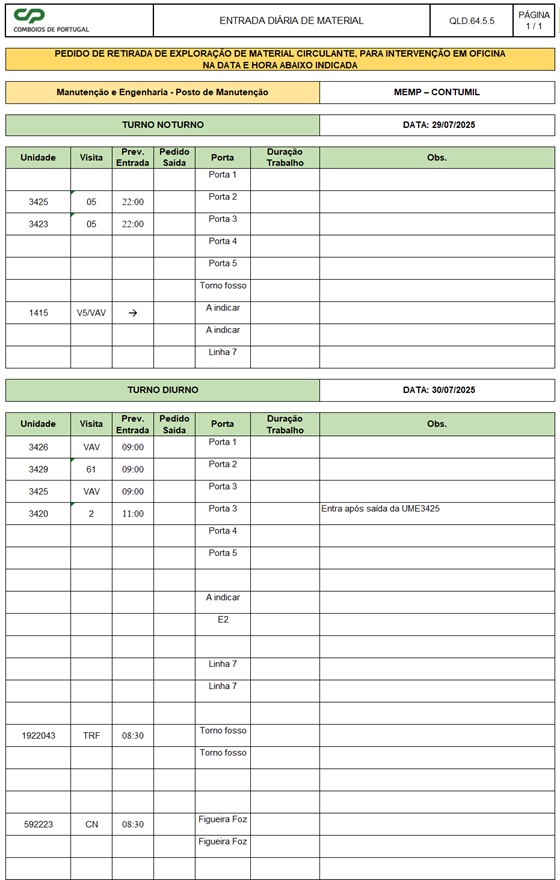 CP
COMBOIOS DE PORTUGAL
ENTRADA DIÁRIA DE MATERIAL
QLD.64.5.5
PÁGINA
1 / 1
PEDIDO DE RETIRADA DE EXPLORAÇÃO DE MATERIAL CIRCULANTE, PARA INTERVENÇÃO EM OFICINA
NA DATA E HORA ABAIXO INDICADA
Manutenção e Engenharia - Posto de Manutenção MEMP – CONTUMIL
TURNO NOTURNO DATA: 29/07/2025
Unidade Visita Prev. Entrada Pedido Saída Porta Duração Trabalho Obs.
Porta 1
3425 05 22:00 Porta 2
3423 05 22:00 Porta 3
Porta 4
Porta 5
Torno fosso
1415 V5/VAV → A indicar
A indicar
Linha 7
TURNO DIURNO DATA: 30/07/2025
Unidade Visita Prev. Entrada Pedido Saída Porta Duração Trabalho Obs.
3426 VAV 09:00 Porta 1
3429 61 09:00 Porta 2
3425 VAV 09:00 Porta 3
3420 2 11:00 Porta 3 Entra após saída da UME3425
Porta 4
Porta 5
A indicar
E2
Linha 7
Linha 7
1922043 TRF 08:30 Torno fosso
Torno fosso
592223 CN 08:30 Figueira Foz
Figueira Foz